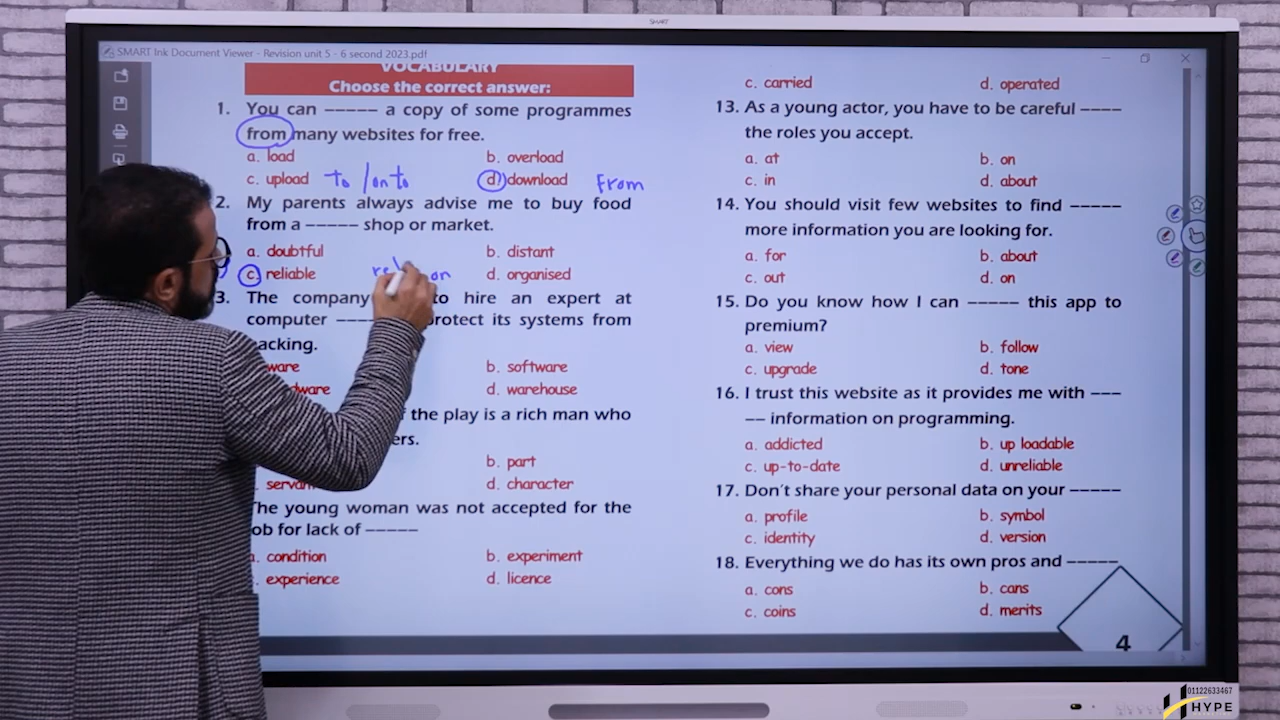 SMART
SMART Ink Document Viewer - Revision unit 5 - 6 second 2023.pdf
VOCABULARY
Choose the correct answer:
1. You can ----- a copy of some programmes
from many websites for free.
a. load
b. overload
c. upload to / onto
d. download From
2. My parents always advise me to buy food
from a ----- shop or market.
a. doubtful
b. distant
c. reliable on
d. organised
3. The company to hire an expert at
computer protect its systems from
b. software
d. warehouse
the play is a rich man who
b. part
d. character
The young woman was not accepted for the
for lack of -----
condition
b. experiment
experience
d. licence
c. carried
d. operated
13. As a young actor, you have to be careful ----
the roles you accept.
a. at
b. on
c. in
d. about
14. You should visit few websites to find -----
more information you are looking for.
a. for
b. about
c. out
d. on
15. Do you know how I can ----- this app to
premium?
a. view
b. follow
c. upgrade
d. tone
16. I trust this website as it provides me with ---
-- information on programming.
a. addicted
b. up loadable
c. up-to-date
d. unreliable
17. Don't share your personal data on your -----
a. profile
b. symbol
c. identity
d. version
18. Everything we do has its own pros and -----
a. cons
b. cans
c. coins
d. merits
4
01122633467
HYPE